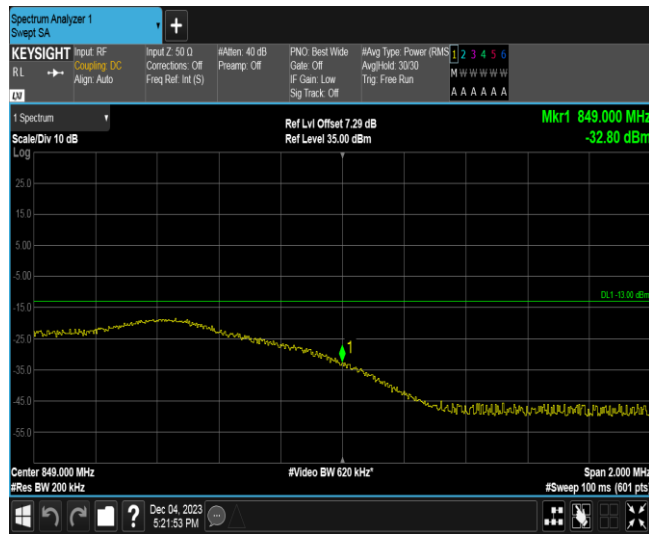 Spectrum Analyzer 1
Swept SA
+
KEYSIGHT
RL
LXI
Input: RF
Coupling: DC
Align: Auto
Input Z: 50 Ω
Corrections: Off
Freq Ref: Int (S)
#Atten: 40 dB
Preamp: Off
PNO: Best Wide
Gate: Off
IF Gain: Low
Sig Track: Off
#Avg Type: Power (RMS
Avg|Hold: 30/30
Trig: Free Run
1 2 3 4 5 6
M W W W W W
A A A A A A
1 Spectrum
Scale/Div 10 dB
Log
Ref Lvl Offset 7.29 dB
Ref Level 35.00 dBm
Mkr1 849.000 MHz
-32.80 dBm
25.0
15.0
5.00
-5.00
-15.0
-25.0
-35.0
-45.0
-55.0
DL1 -13.00 dBm
1
Center 849.000 MHz
#Res BW 200 kHz
#Video BW 620 kHz*
Span 2.000 MHz
#Sweep 100 ms (601 pts)
?
Dec 04, 2023
5:21:53 PM